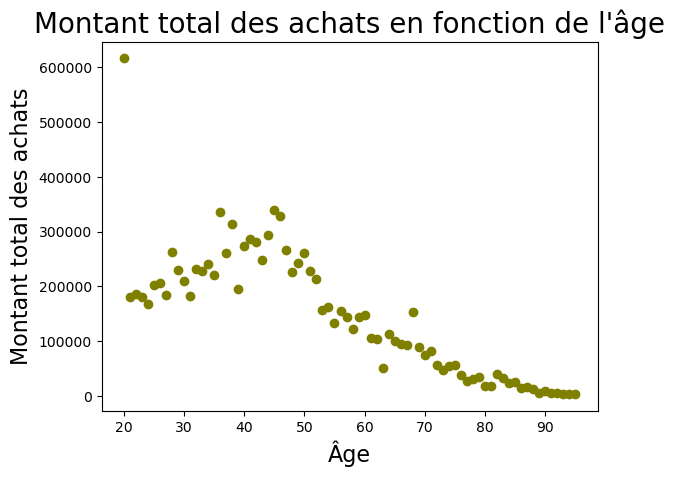 Montant total des achats en fonction de l'âge
Montant total des achats
600000
500000
400000
300000
200000
100000
0
20 30 40 50 60 70 80 90
Âge